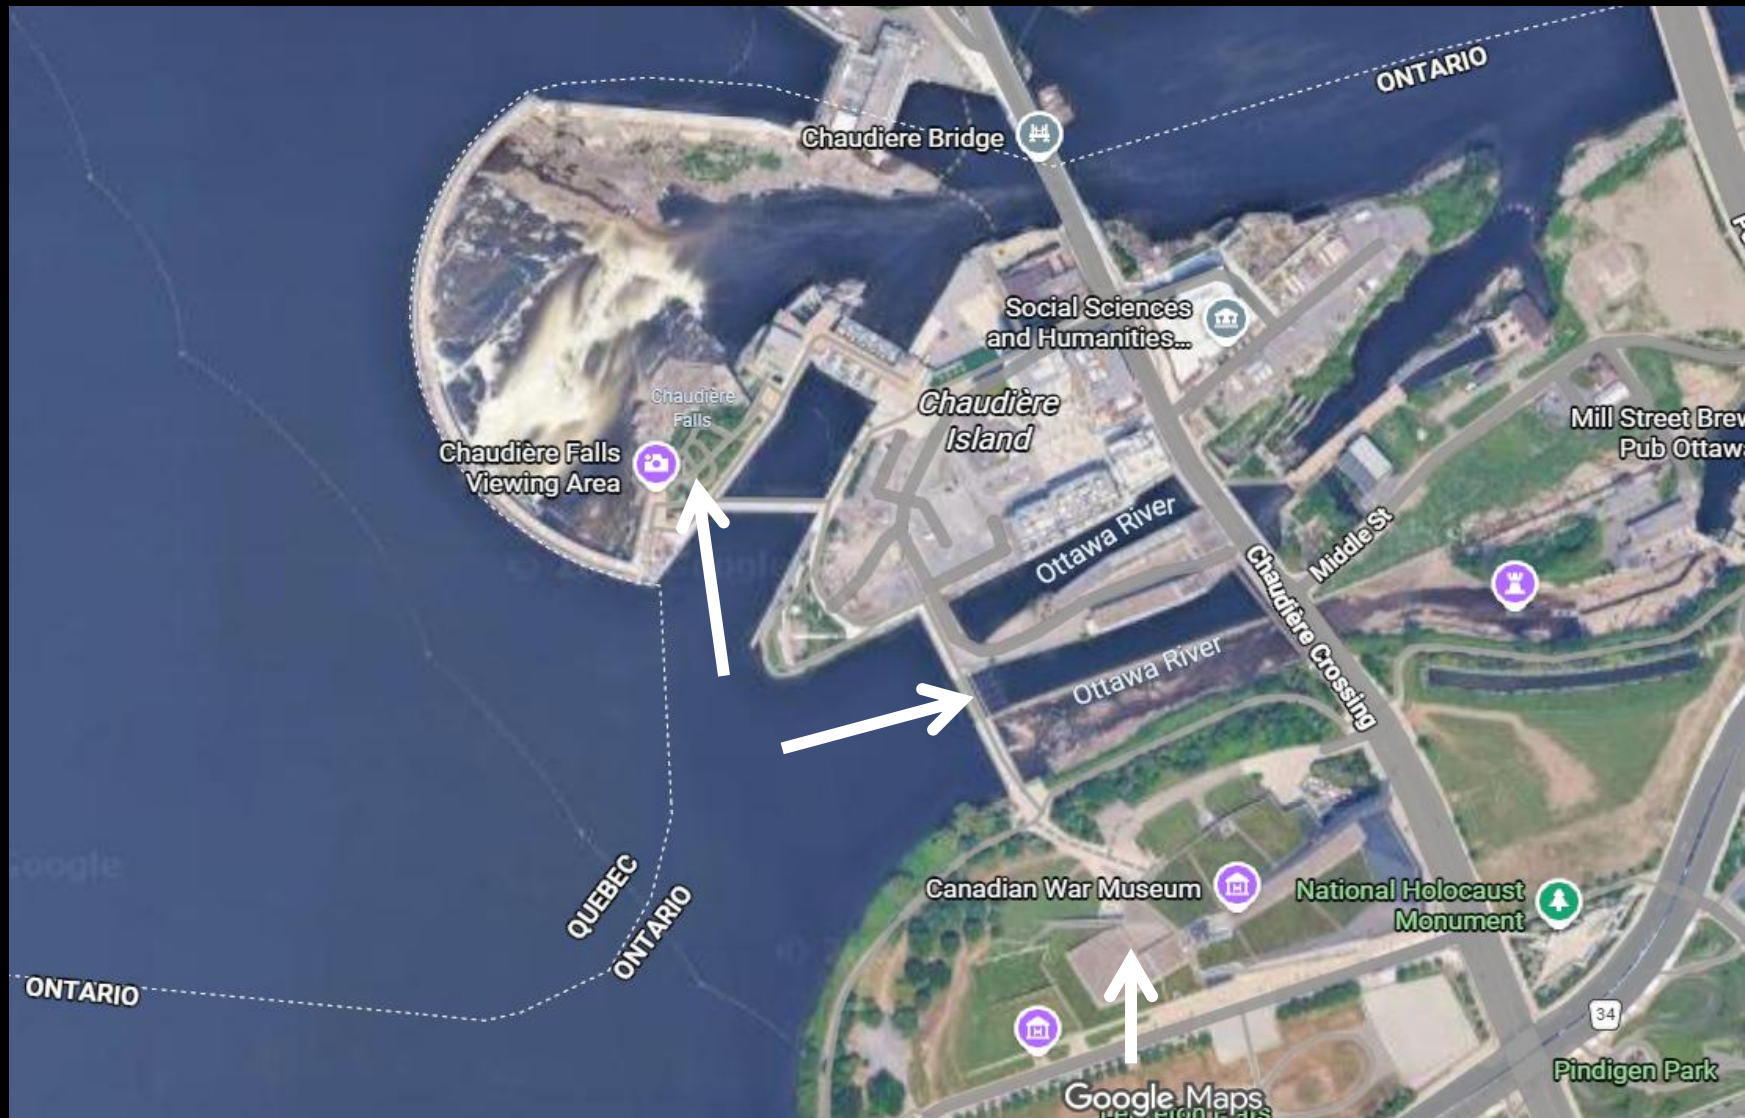 ONTARIO
Chaudiere Bridge
Social Sciences
and Humanities...
Chaudière
Falls
Chaudière
Island
Mill Street Brew
Pub Ottawa
Chaudière Falls
Viewing Area
Ottawa River
Middle St
Chaudière Crossing
Ottawa River
Google
QUEBEC
ONTARIO
Canadian War Museum
National Holocaust
Monument
ONTARIO
34
Pindigen Park
Google Maps